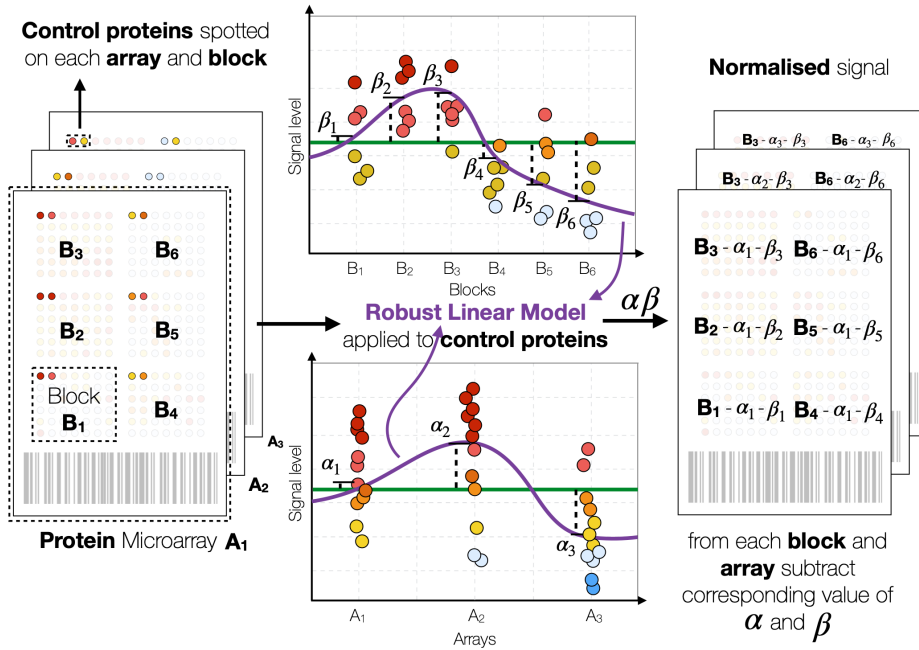 Control proteins spotted
on each array and block
B3
B6
B2
B5
Block
B1
B4
A3
A2
Protein Microarray A1
Signal level
β1
β2
β3
β4
β5
β6
B1
B2
B3
B4
B5
B6
Blocks
Robust Linear Model
applied to control proteins
αβ
Signal level
α1
α2
α3
A1
A2
A3
Arrays
Normalised signal
B3 - α3 - β3
B6 - α3 - β6
B3 - α2 - β3
B6 - α2 - β6
B3 - α1 - β3
B6 - α1 - β6
B2 - α1 - β2
B5 - α1 - β5
B1 - α1 - β1
B4 - α1 - β4
from each block and
array subtract
corresponding value of
α and β